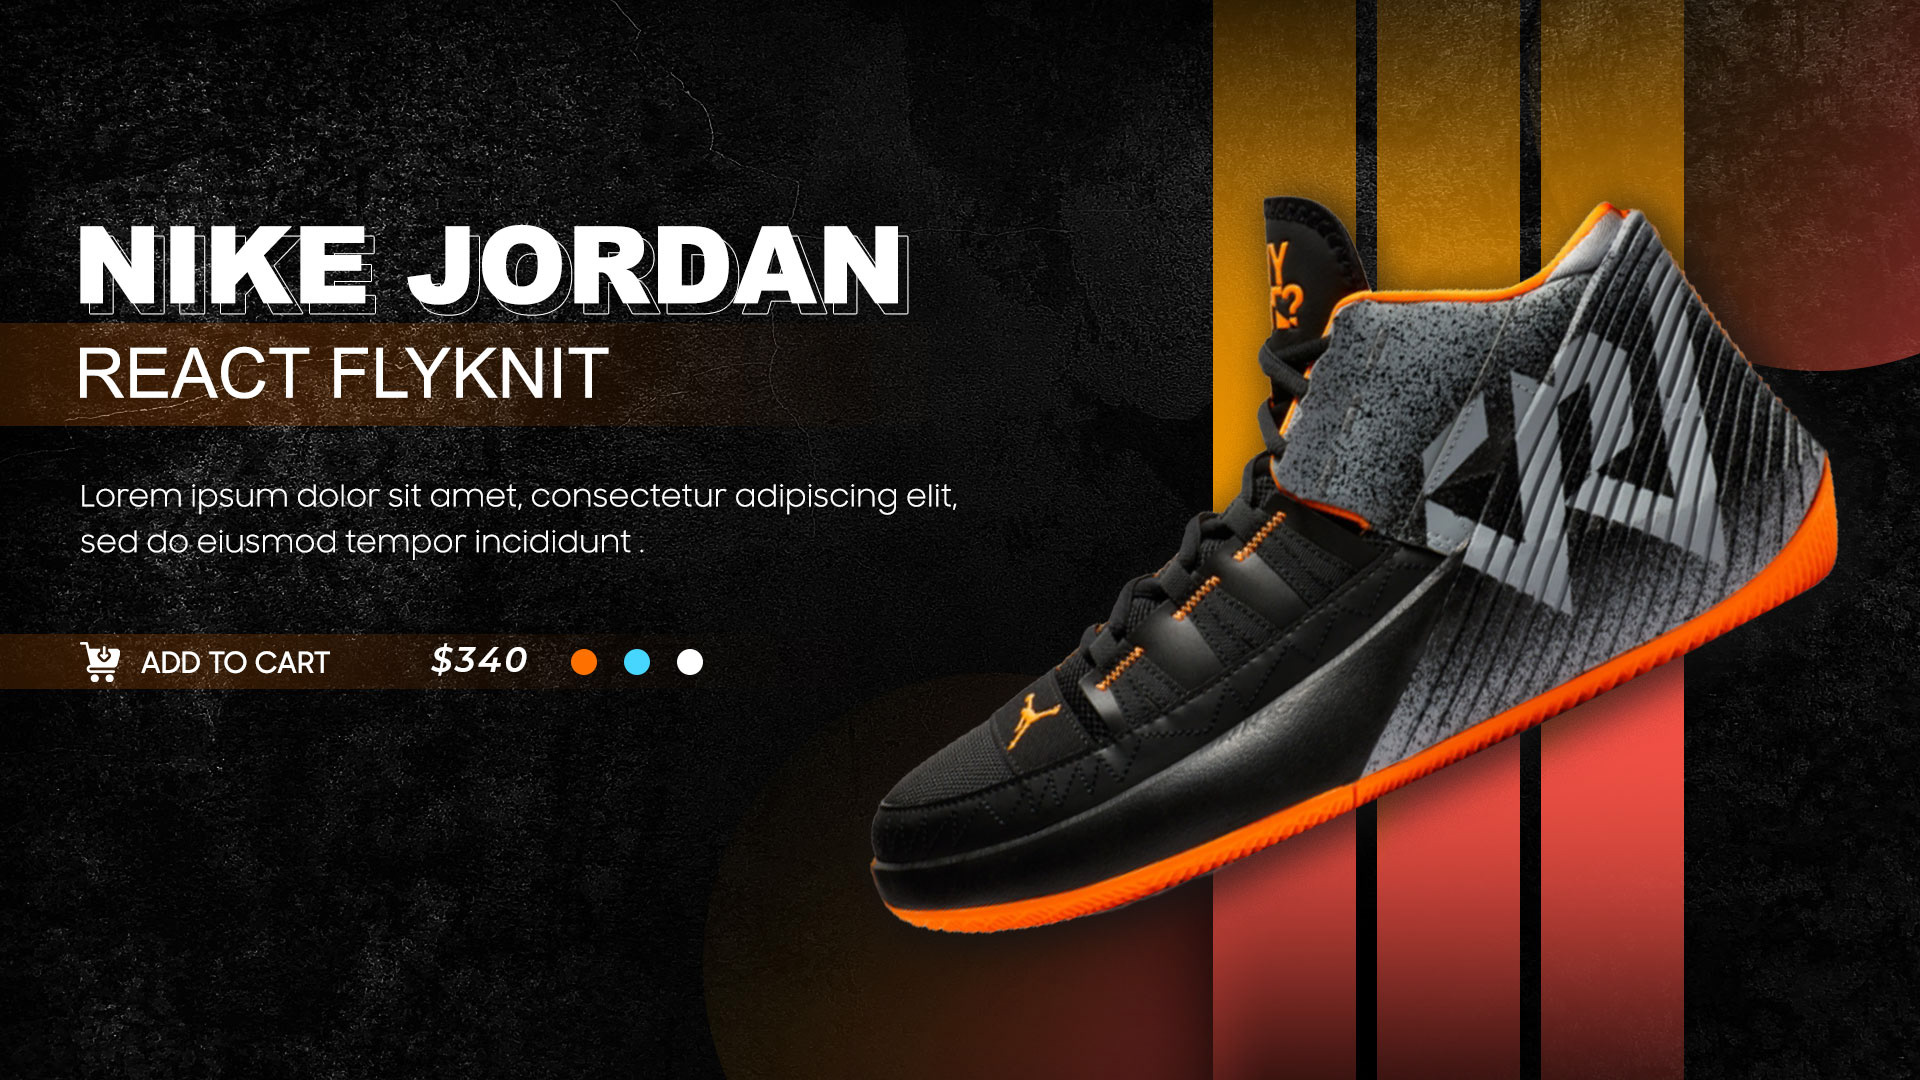 NIKE JORDAN
REACT FLYKNIT
Lorem ipsum dolor sit amet, consectetur adipiscing elit,
sed do eiusmod tempor incididunt .
ADD TO CART $340
?